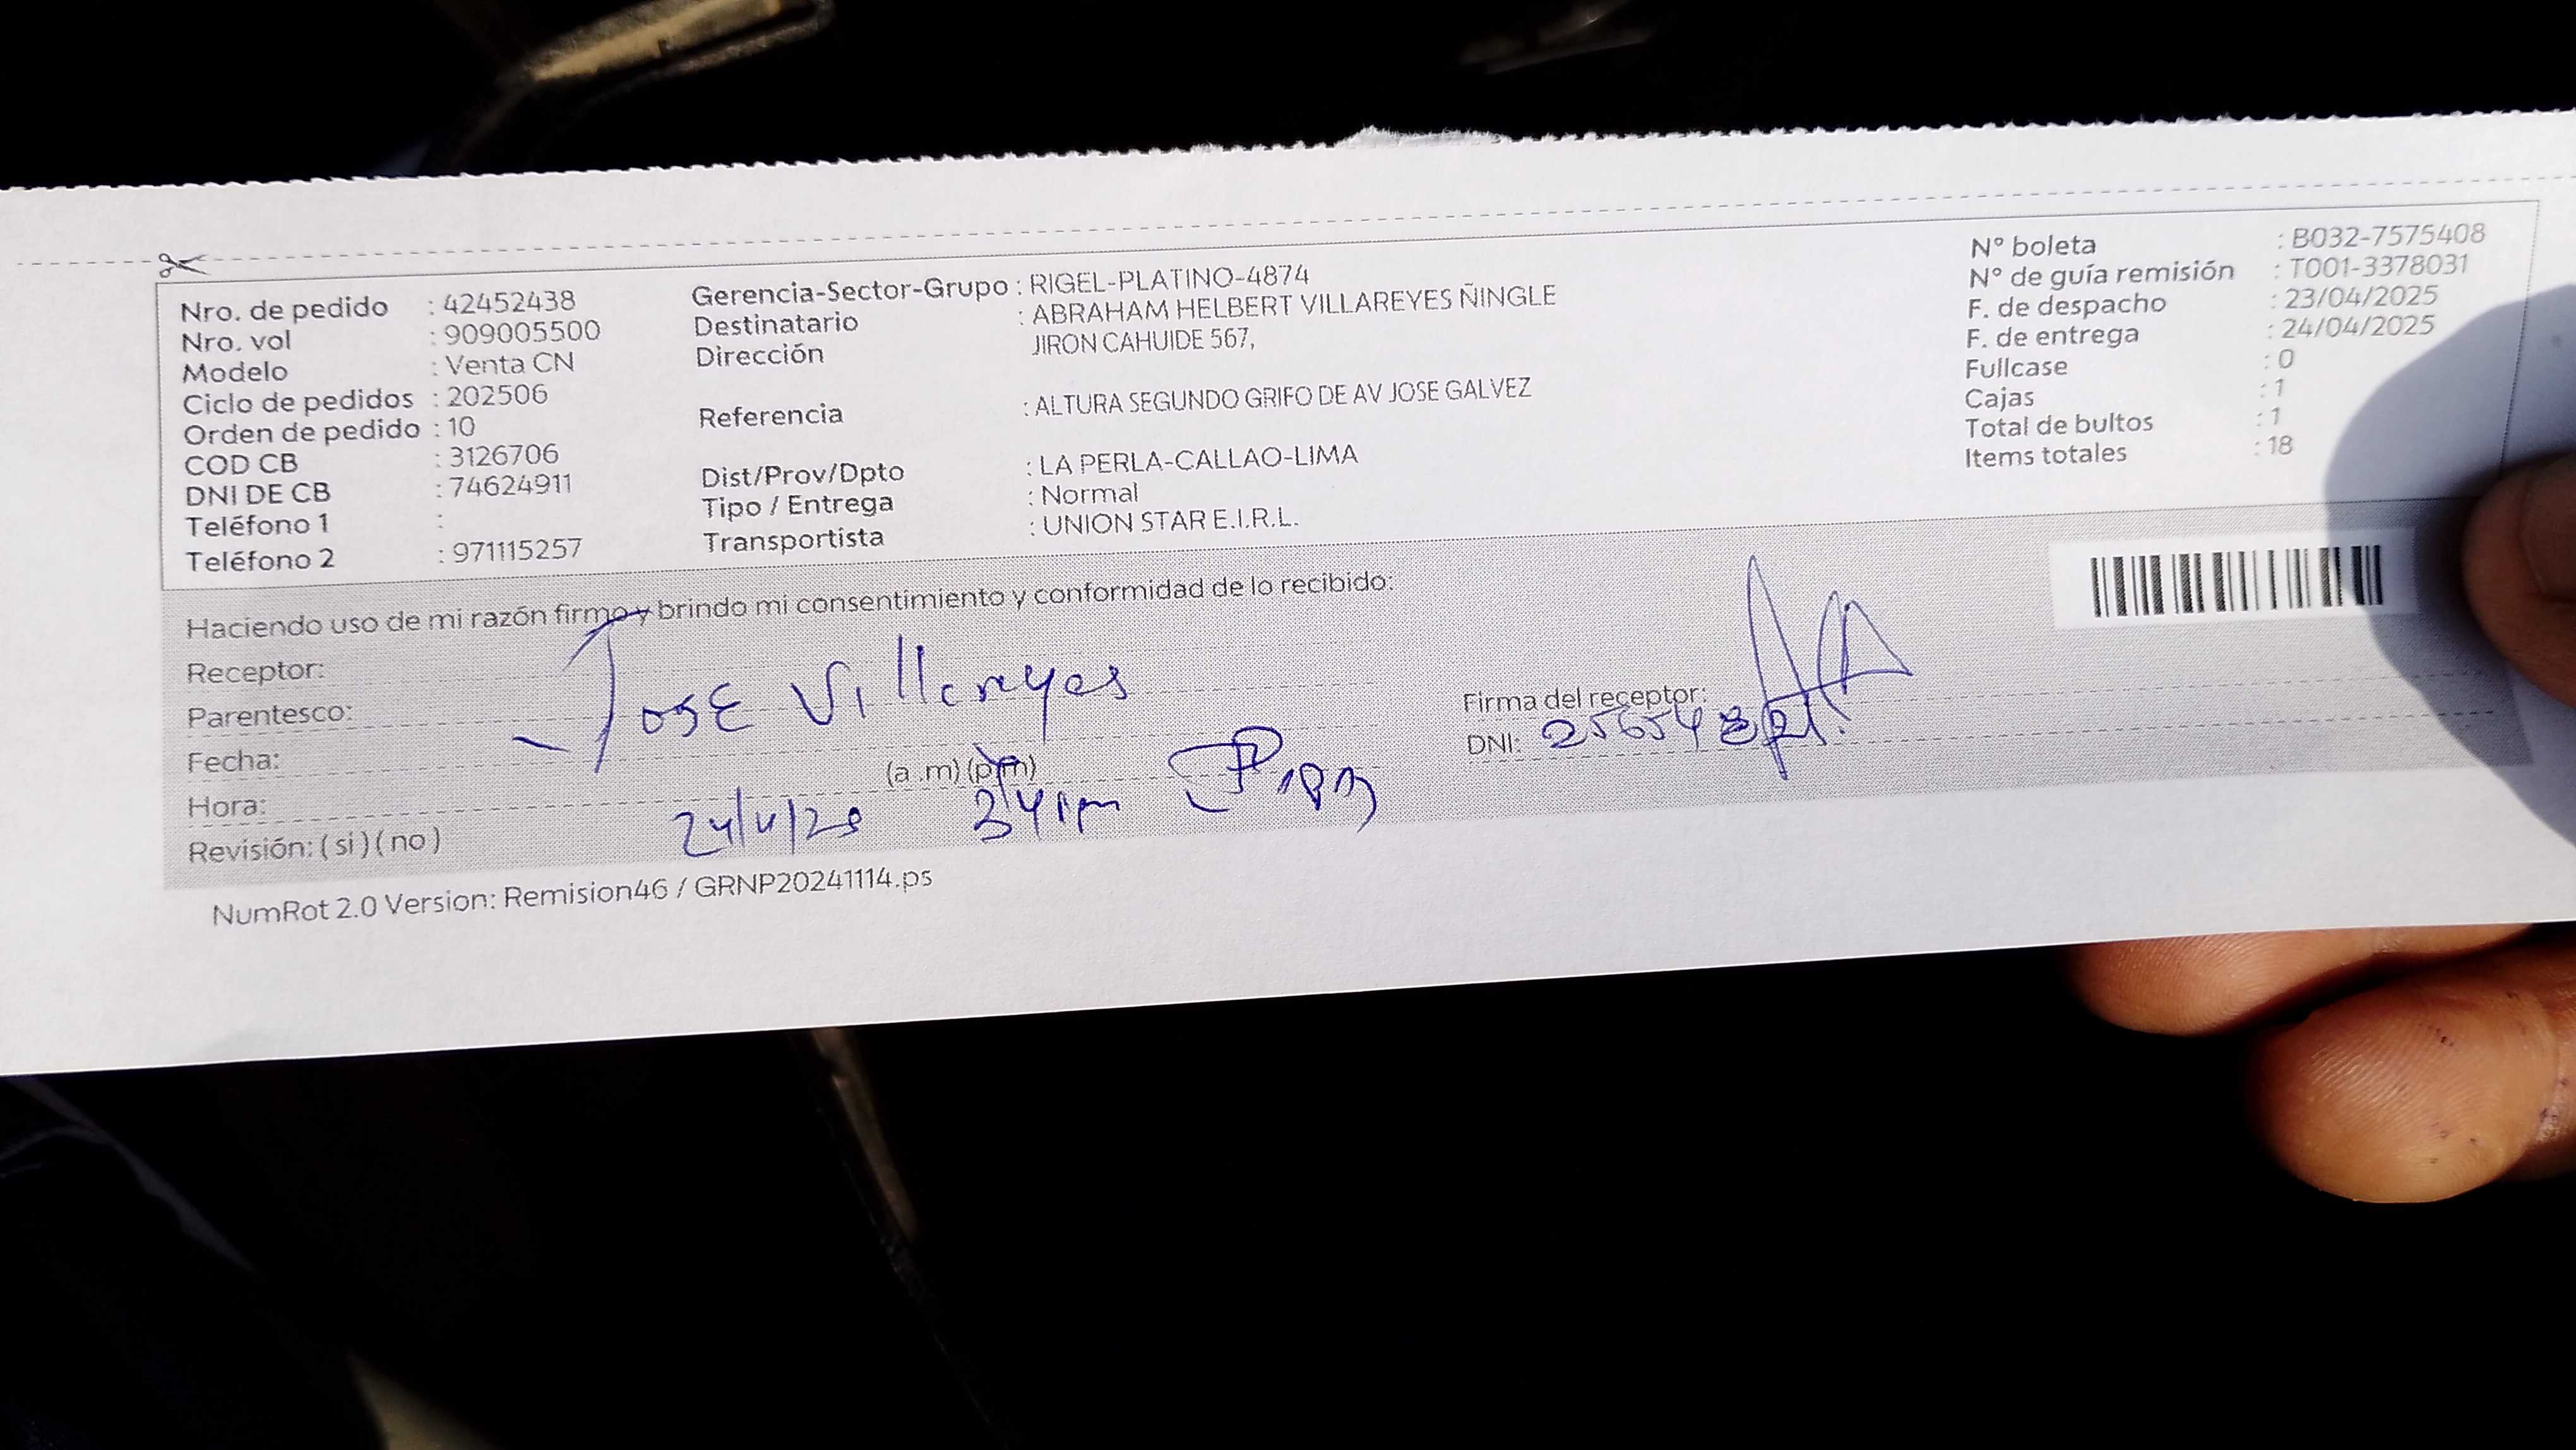 Nro. de pedido : 42452438
Nro. vol : 909005500
Modelo : Venta CN
Ciclo de pedidos : 202506
Orden de pedido : 10
COD CB : 3126706
DNI DE CB : 74624911
Teléfono 1 :
Teléfono 2 : 971115257
Gerencia-Sector-Grupo : RIGEL-PLATINO-4874
Destinatario : ABRAHAM HELBERT VILLAREYES ÑINGLE
Dirección JIRON CAHUIDE 567,
Referencia : ALTURA SEGUNDO GRIFO DE AV JOSE GALVEZ
Dist/Prov/Dpto : LA PERLA-CALLAO-LIMA
Tipo / Entrega : Normal
Transportista : UNION STAR E.I.R.L.
N° boleta : B032-7575408
N° de guía remisión : T001-3378031
F. de despacho : 23/04/2025
F. de entrega : 24/04/2025
Fullcase : 0
Cajas : 1
Total de bultos : 1
Items totales : 18
Haciendo uso de mi razón firmo y brindo mi consentimiento y conformidad de lo recibido:
Receptor:
Parentesco: JOSE Villareyes
Fecha:
Hora: (a .m) (pm)
24/4/25
Revisión: ( si ) ( no )
Firma del receptor:
DNI:
NumRot 2.0 Version: Remision46 / GRNP20241114.ps